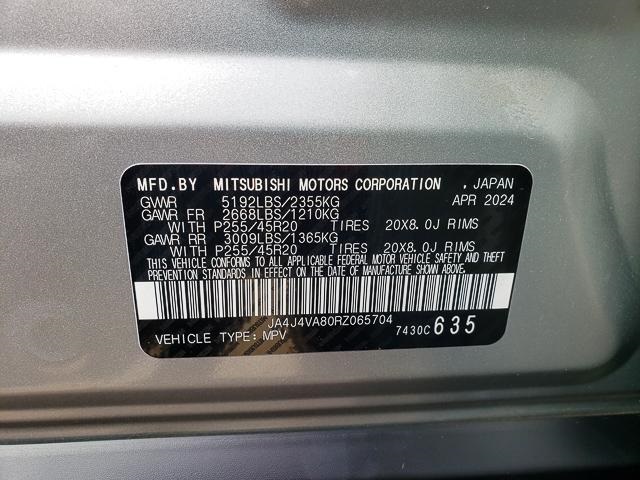 MFD.BY MITSUBISHI MOTORS CORPORATION , JAPAN
GVWR 5192LBS/2355KG APR 2024
GAWR FR 2668LBS/1210KG
WITH P255/45R20 TIRES 20X8.0J RIMS
GAWR RR 3009LBS/1365KG
WITH P255/45R20 TIRES 20X8.0J RIMS
THIS VEHICLE CONFORMS TO ALL APPLICABLE FEDERAL MOTOR VEHICLE SAFETY AND THEFT
PREVENTION STANDARDS IN EFFECT ON THE DATE OF MANUFACTURE SHOWN ABOVE.
JA4J4VA80RZ065704
VEHICLE TYPE: MPV 7430C 635